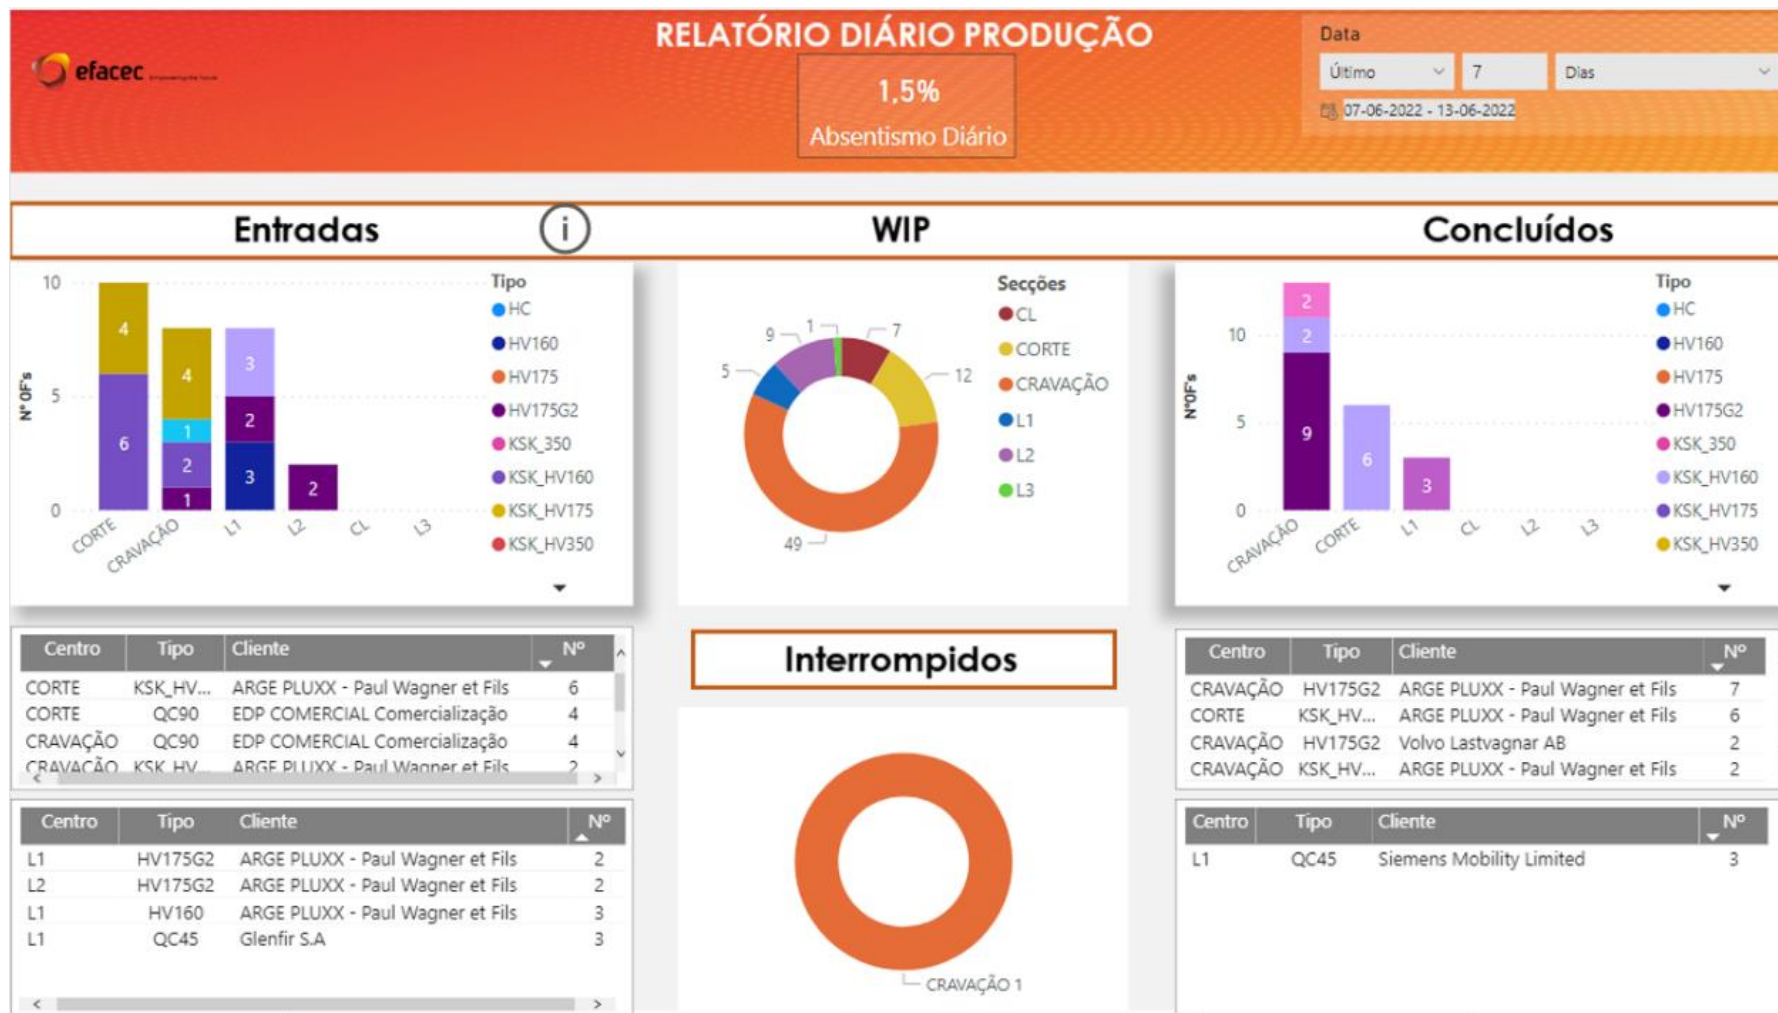 RELATÓRIO DIÁRIO PRODUÇÃO
efacec
1,5%
Absentismo Diário
Data
Último 7 Dias
07-06-2022 - 13-06-2022
Entradas i
WIP
Concluídos
10
5
0
Nº OF's
4
6
4
1
2
1
3
2
3
2
CORTE
CRAVAÇÃO
L1
L2
CL
L3
Tipo
HC
HV160
HV175
HV175G2
KSK_350
KSK_HV160
KSK_HV175
KSK_HV350
9
1
7
5
12
49
Secções
CL
CORTE
CRAVAÇÃO
L1
L2
L3
10
5
0
NºOF's
2
2
9
6
3
CRAVAÇÃO
CORTE
L1
CL
L2
L3
Tipo
HC
HV160
HV175
HV175G2
KSK_350
KSK_HV160
KSK_HV175
KSK_HV350
Centro Tipo Cliente Nº
CORTE KSK_HV... ARGE PLUXX - Paul Wagner et Fils 6
CORTE QC90 EDP COMERCIAL Comercialização 4
CRAVAÇÃO QC90 EDP COMERCIAL Comercialização 4
CRAVAÇÃO KSK_HV... ARGE PLUXX - Paul Wagner et Fils 2
Centro Tipo Cliente Nº
L1 HV175G2 ARGE PLUXX - Paul Wagner et Fils 2
L2 HV175G2 ARGE PLUXX - Paul Wagner et Fils 2
L1 HV160 ARGE PLUXX - Paul Wagner et Fils 3
L1 QC45 Glenfir S.A 3
Interrompidos
CRAVAÇÃO 1
Centro Tipo Cliente Nº
CRAVAÇÃO HV175G2 ARGE PLUXX - Paul Wagner et Fils 7
CORTE KSK_HV... ARGE PLUXX - Paul Wagner et Fils 6
CRAVAÇÃO HV175G2 Volvo Lastvagnar AB 2
CRAVAÇÃO KSK_HV... ARGE PLUXX - Paul Wagner et Fils 2
Centro Tipo Cliente Nº
L1 QC45 Siemens Mobility Limited 3